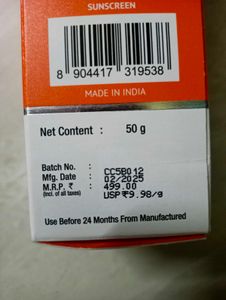 SUNSCREEN
8 904417 319538
MADE IN INDIA
Net Content : 50 g
Batch No. : CC5B012
Mfg. Date : 02/2025
M.R.P. ₹ : 499.00
(Incl. of all taxes) USP ₹9.98/g
Use Before 24 Months From Manufactured